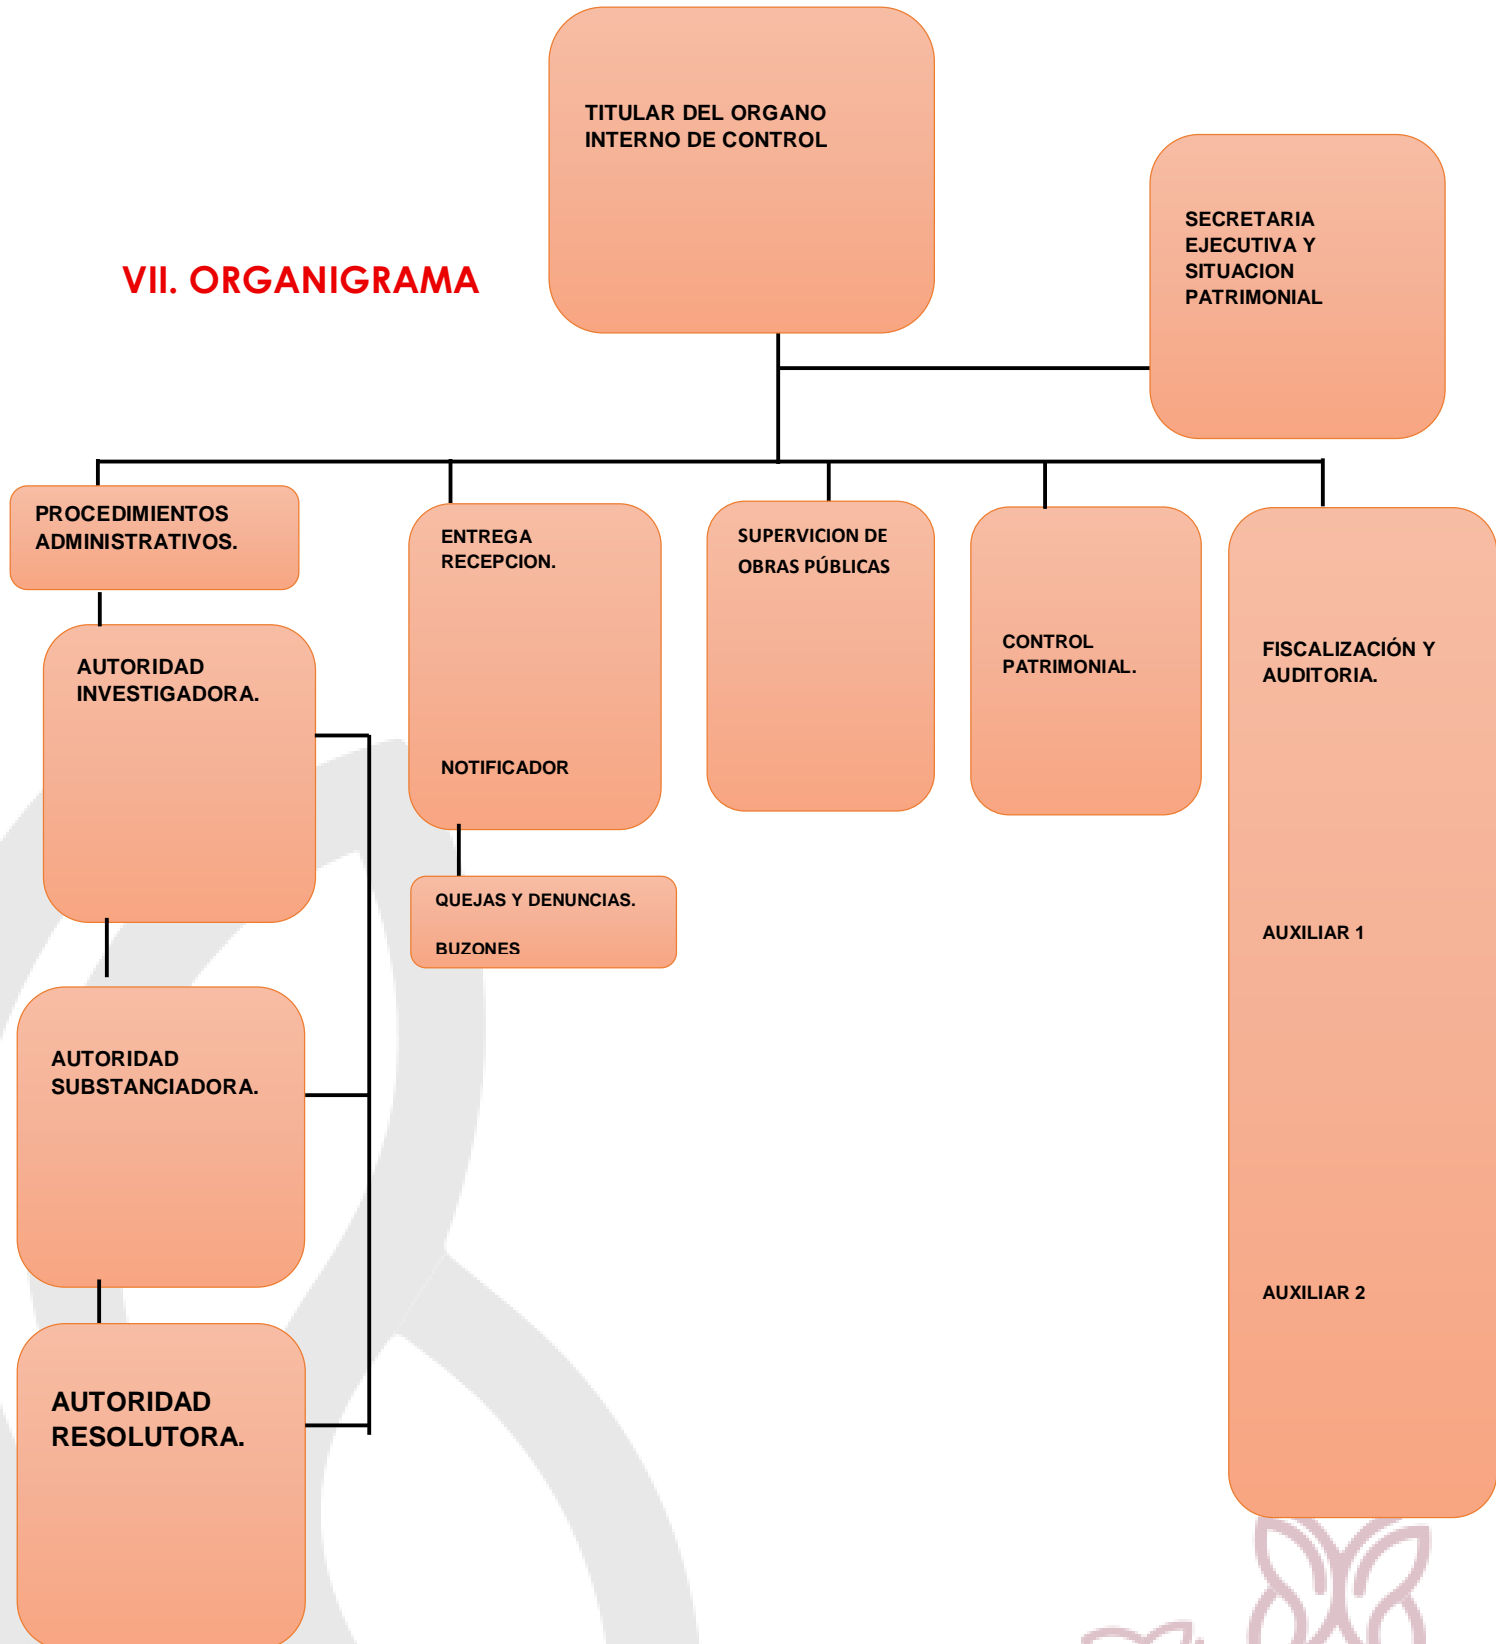 TITULAR DEL ORGANO
INTERNO DE CONTROL
SECRETARIA
EJECUTIVA Y
SITUACION
PATRIMONIAL
VII. ORGANIGRAMA
PROCEDIMIENTOS
ADMINISTRATIVOS.
ENTREGA
RECEPCION.
NOTIFICADOR
SUPERVICION DE
OBRAS PÚBLICAS
CONTROL
PATRIMONIAL.
FISCALIZACIÓN Y
AUDITORIA.
AUXILIAR 1
AUXILIAR 2
AUTORIDAD
INVESTIGADORA.
QUEJAS Y DENUNCIAS.
BUZONES
AUTORIDAD
SUBSTANCIADORA.
AUTORIDAD
RESOLUTORA.